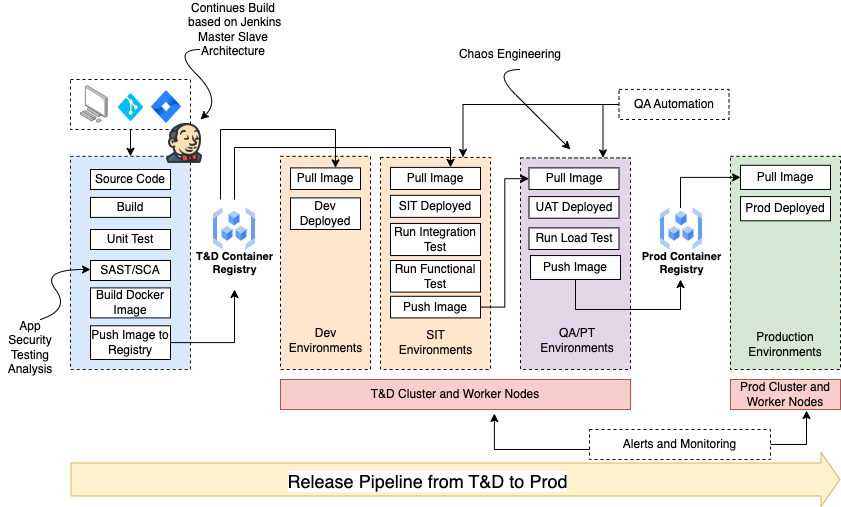 Continues Build
based on Jenkins
Master Slave
Architecture
Chaos Engineering
QA Automation
Source Code
Build
Unit Test
SAST/SCA
Build Docker
Image
Push Image to
Registry
App
Security
Testing
Analysis
T&D Container
Registry
Pull Image
Dev
Deployed
Dev
Environments
Pull Image
SIT Deployed
Run Integration
Test
Run Functional
Test
Push Image
SIT
Environments
Pull Image
UAT Deployed
Run Load Test
Push Image
QA/PT
Environments
Prod Container
Registry
Pull Image
Prod Deployed
Production
Environments
T&D Cluster and Worker Nodes
Prod Cluster and
Worker Nodes
Alerts and Monitoring
Release Pipeline from T&D to Prod